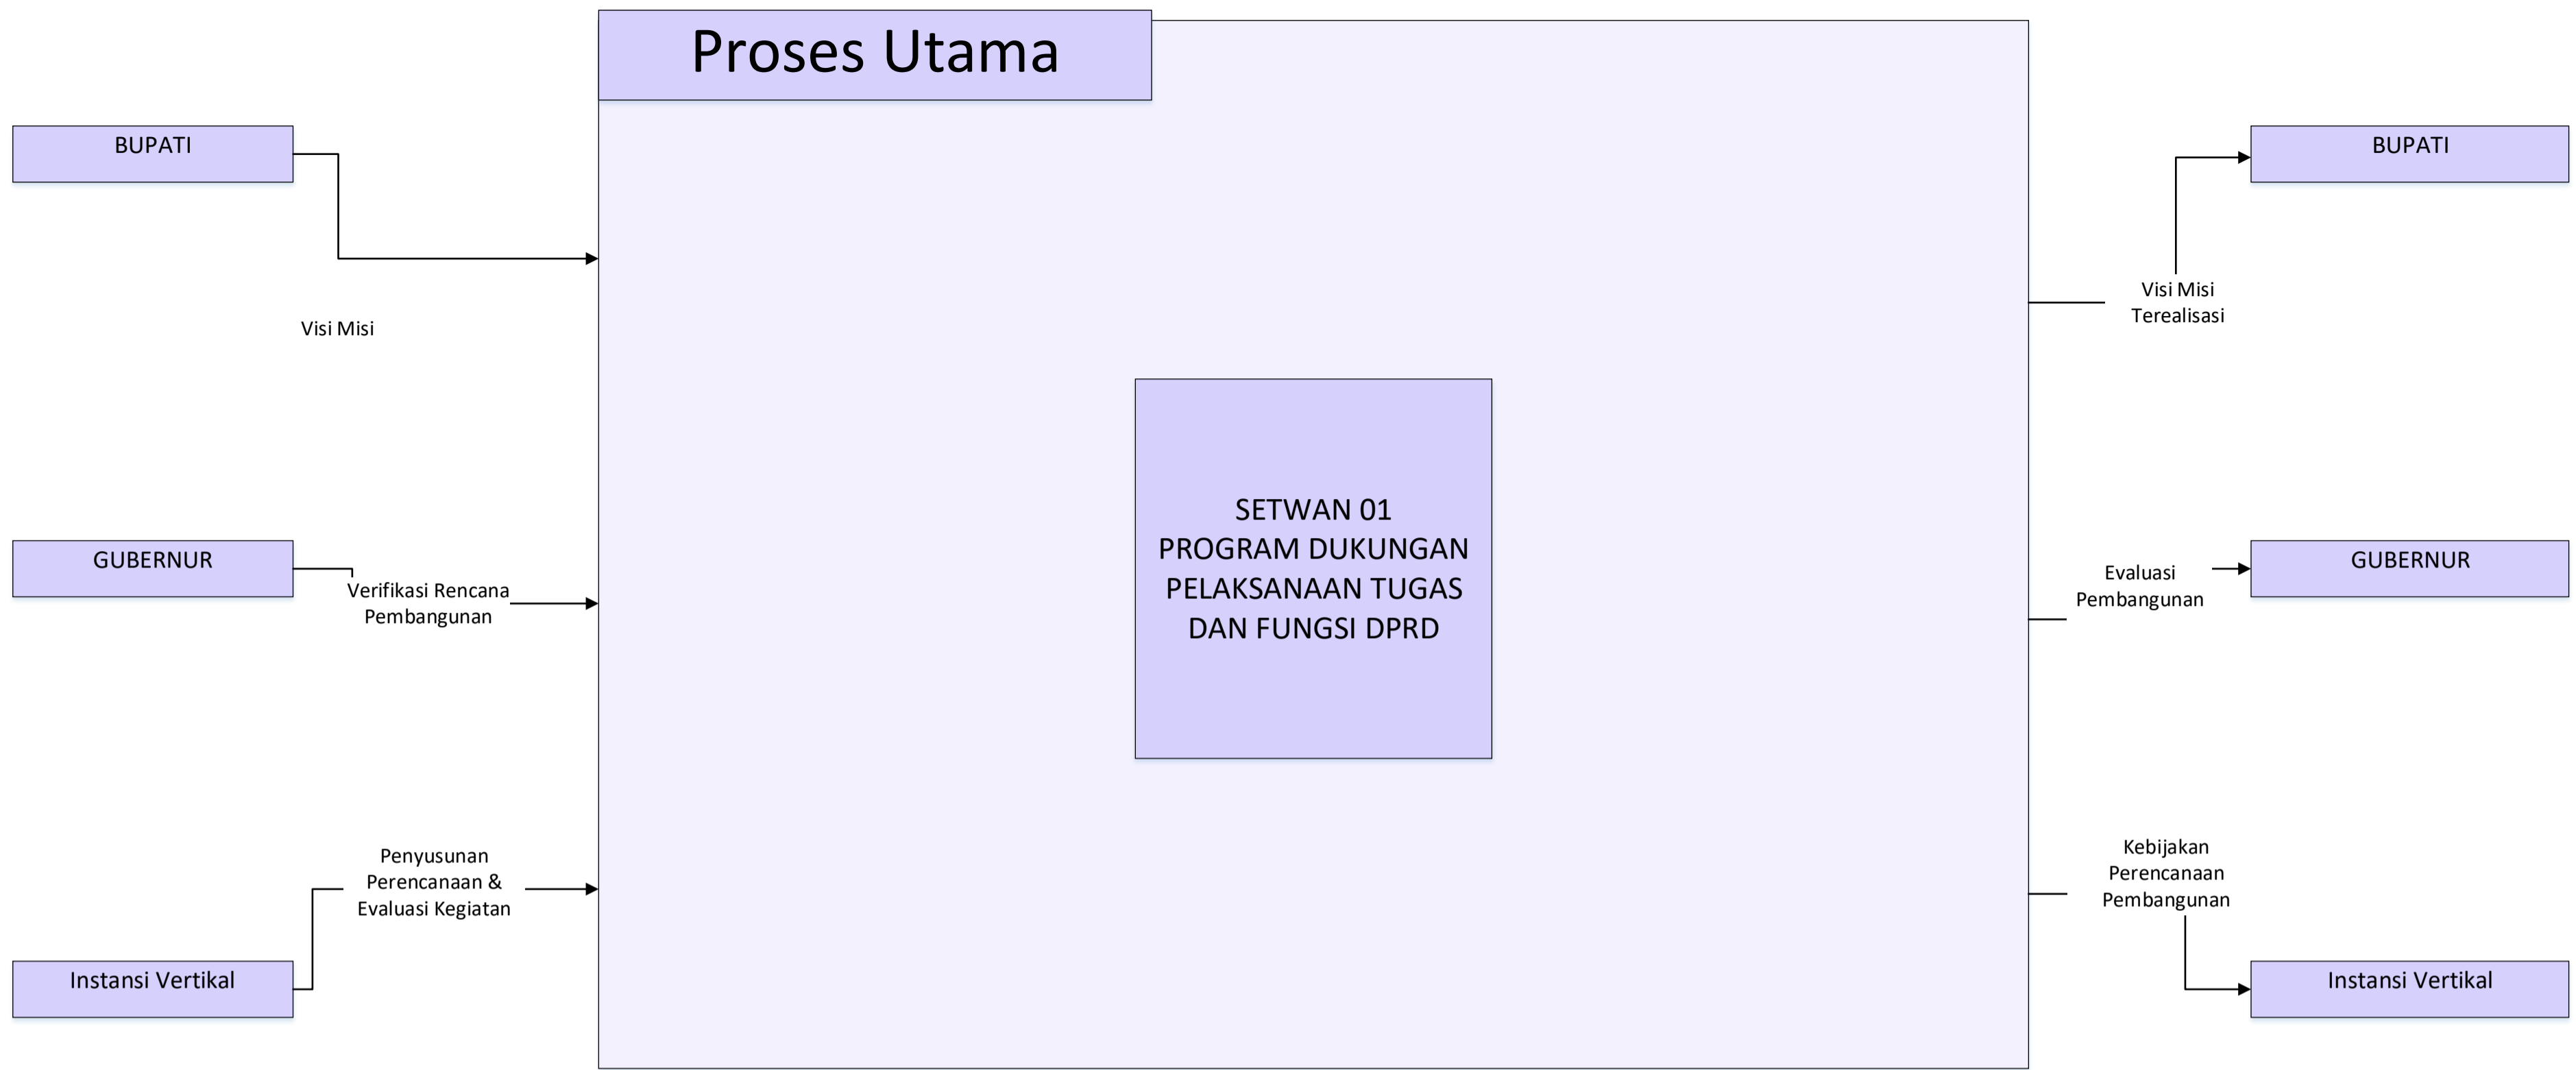 Proses Utama
BUPATI
Visi Misi
GUBERNUR
Verifikasi Rencana
Pembangunan
Penyusunan
Perencanaan &
Evaluasi Kegiatan
Instansi Vertikal
SETWAN 01
PROGRAM DUKUNGAN
PELAKSANAAN TUGAS
DAN FUNGSI DPRD
BUPATI
Visi Misi
Terealisasi
GUBERNUR
Evaluasi
Pembangunan
Kebijakan
Perencanaan
Pembangunan
Instansi Vertikal